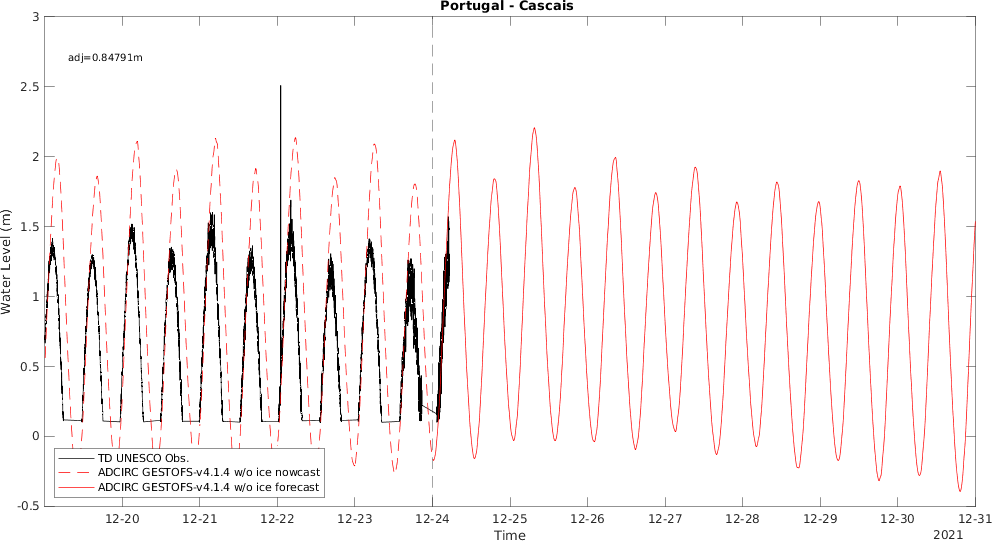 Portugal - Cascais
adj=0.84791m
Water Level (m)
3
2.5
2
1.5
1
0.5
0
-0.5
TD UNESCO Obs.
ADCIRC GESTOFS-v4.1.4 w/o ice nowcast
ADCIRC GESTOFS-v4.1.4 w/o ice forecast
12-20 12-21 12-22 12-23 12-24 12-25 12-26 12-27 12-28 12-29 12-30 12-31
Time
2021